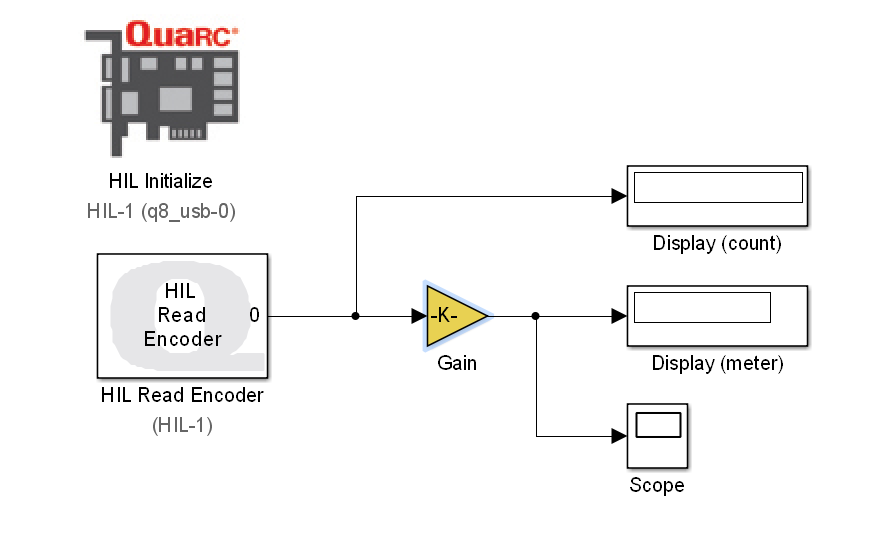 QUARC®
HIL Initialize
HIL-1 (q8_usb-0)
HIL
Read
Encoder
0
HIL Read Encoder
(HIL-1)
-K-
Gain
Display (count)
Display (meter)
Scope